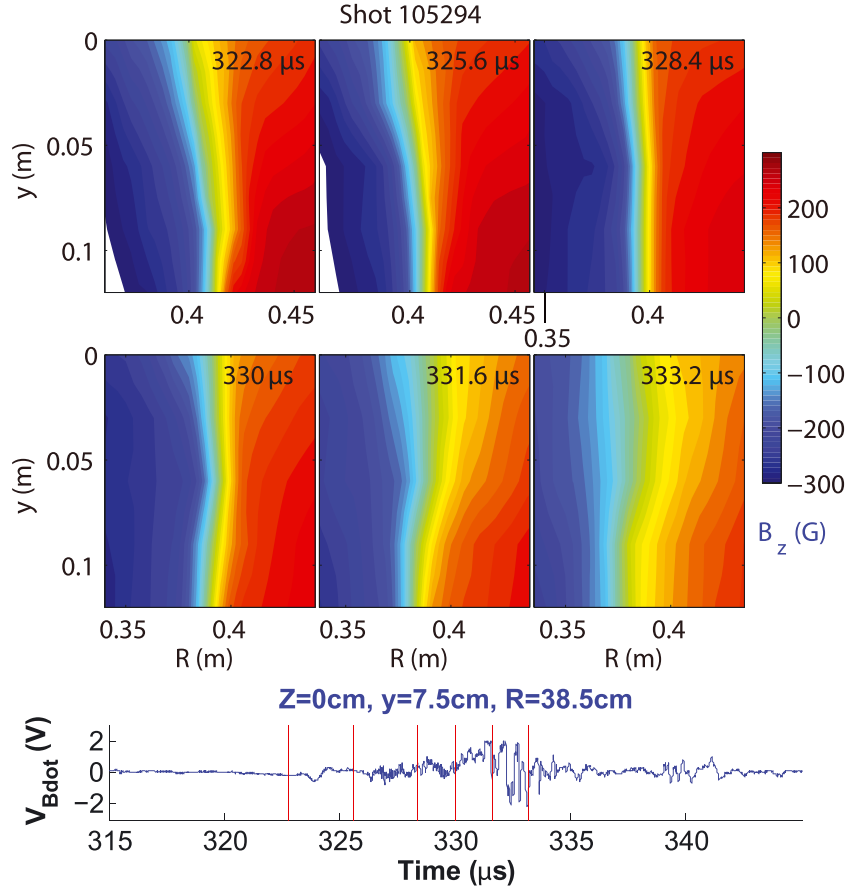 Shot 105294
322.8 μs 325.6 μs 328.4 μs
0
y (m)
0.05
0.1
0.4 0.45 0.4 0.45 0.4
0.35
200
100
0
−100
−200
−300
B z (G)
330 μs 331.6 μs 333.2 μs
0
y (m)
0.05
0.1
0.35 0.4 0.35 0.4 0.35 0.4
R (m) R (m) R (m)
Z=0cm, y=7.5cm, R=38.5cm
V Bdot (V)
2
0
−2
315 320 325 330 335 340
Time (μs)